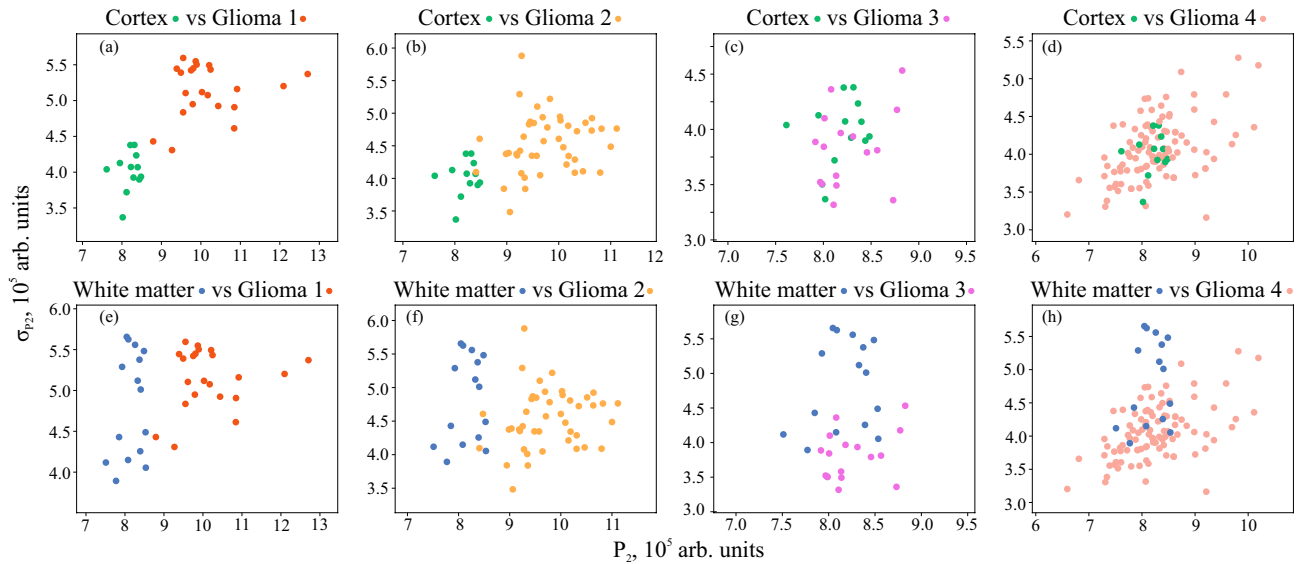 Cortex vs Glioma 1
Cortex vs Glioma 2
Cortex vs Glioma 3
Cortex vs Glioma 4
(a)
5.5
5.0
4.5
4.0
3.5
7 8 9 10 11 12 13
(b)
6.0
5.5
5.0
4.5
4.0
3.5
7 8 9 10 11 12
(c)
4.5
4.0
3.5
3.0
7.0 7.5 8.0 8.5 9.0 9.5
(d)
5.5
5.0
4.5
4.0
3.5
3.0
6 7 8 9 10
σP2, 10⁵ arb. units
White matter vs Glioma 1
White matter vs Glioma 2
White matter vs Glioma 3
White matter vs Glioma 4
(e)
6.0
5.5
5.0
4.5
4.0
7 8 9 10 11 12 13
(f)
6.0
5.5
5.0
4.5
4.0
3.5
7 8 9 10 11
(g)
5.5
5.0
4.5
4.0
3.5
3.0
7.0 7.5 8.0 8.5 9.0 9.5
(h)
5.5
5.0
4.5
4.0
3.5
3.0
6 7 8 9 10
P₂, 10⁵ arb. units